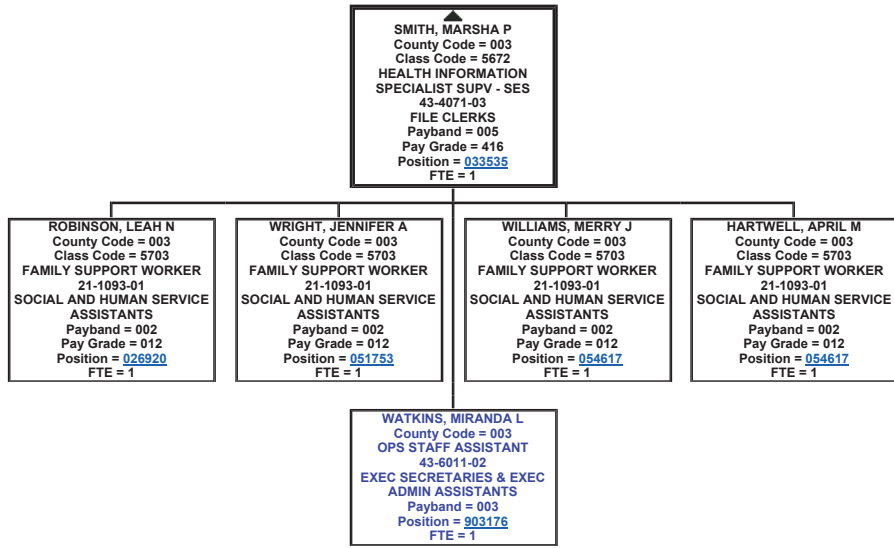 SMITH, MARSHA P
County Code = 003
Class Code = 5672
HEALTH INFORMATION
SPECIALIST SUPV - SES
43-4071-03
FILE CLERKS
Payband = 005
Pay Grade = 416
Position = 033535
FTE = 1
ROBINSON, LEAH N
County Code = 003
Class Code = 5703
FAMILY SUPPORT WORKER
21-1093-01
SOCIAL AND HUMAN SERVICE
ASSISTANTS
Payband = 002
Pay Grade = 012
Position = 026920
FTE = 1
WRIGHT, JENNIFER A
County Code = 003
Class Code = 5703
FAMILY SUPPORT WORKER
21-1093-01
SOCIAL AND HUMAN SERVICE
ASSISTANTS
Payband = 002
Pay Grade = 012
Position = 051753
FTE = 1
WILLIAMS, MERRY J
County Code = 003
Class Code = 5703
FAMILY SUPPORT WORKER
21-1093-01
SOCIAL AND HUMAN SERVICE
ASSISTANTS
Payband = 002
Pay Grade = 012
Position = 054617
FTE = 1
HARTWELL, APRIL M
County Code = 003
Class Code = 5703
FAMILY SUPPORT WORKER
21-1093-01
SOCIAL AND HUMAN SERVICE
ASSISTANTS
Payband = 002
Pay Grade = 012
Position = 054617
FTE = 1
WATKINS, MIRANDA L
County Code = 003
OPS STAFF ASSISTANT
43-6011-02
EXEC SECRETARIES & EXEC
ADMIN ASSISTANTS
Payband = 003
Position = 903176
FTE = 1